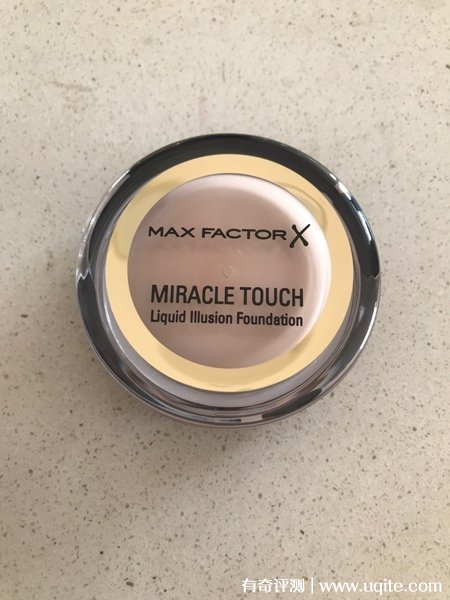 MAX FACTOR X
MIRACLE TOUCH
Liquid Illusion Foundation
有奇评测 | www.uqite.com